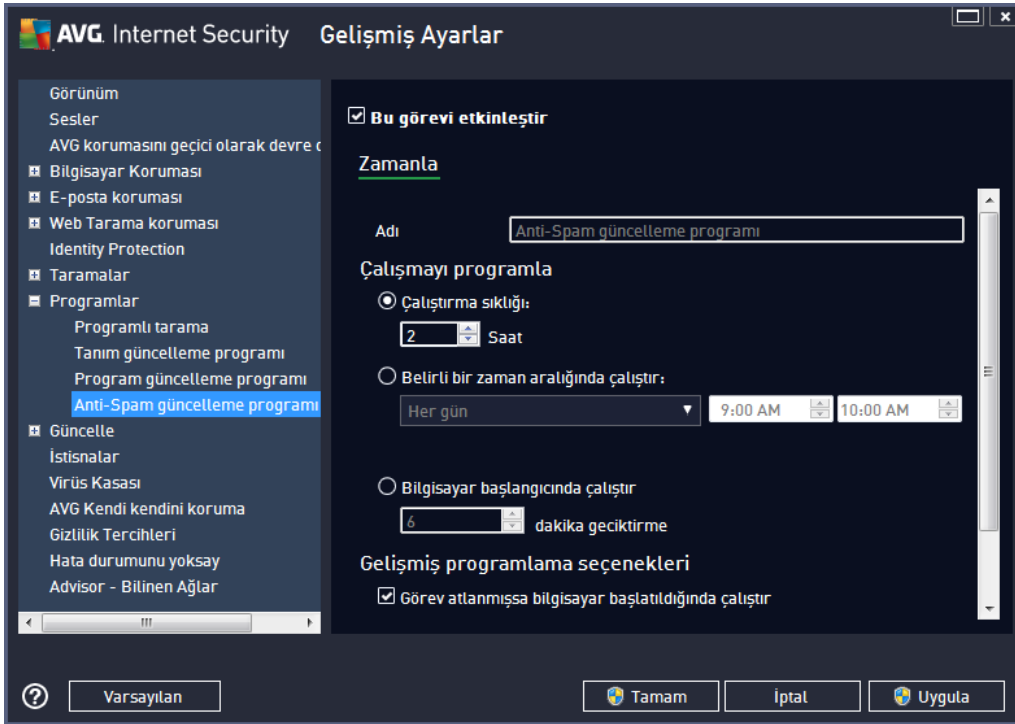 AVG. Internet Security Gelişmiş Ayarlar
Görünüm
Sesler
AVG korumasını geçici olarak devre
Bilgisayar Koruması
E-posta koruması
Web Tarama koruması
Identity Protection
Taramalar
Programlar
Programlı tarama
Tanım güncelleme programı
Program güncelleme programı
Anti-Spam güncelleme programı
Güncelle
İstisnalar
Virüs Kasası
AVG Kendi kendini koruma
Gizlilik Tercihleri
Hata durumunu yoksay
Advisor - Bilinen Ağlar
Bu görevi etkinleştir
Zamanla
Adı Anti-Spam güncelleme programı
Çalışmayı programla
Çalıştırma sıklığı:
2 Saat
Belirli bir zaman aralığında çalıştır:
Her gün 9:00 AM 10:00 AM
Bilgisayar başlangıcında çalıştır
6 dakika geciktirme
Gelişmiş programlama seçenekleri
Görev atlanmışsa bilgisayar başlatıldığında çalıştır
Varsayılan Tamam İptal Uygula